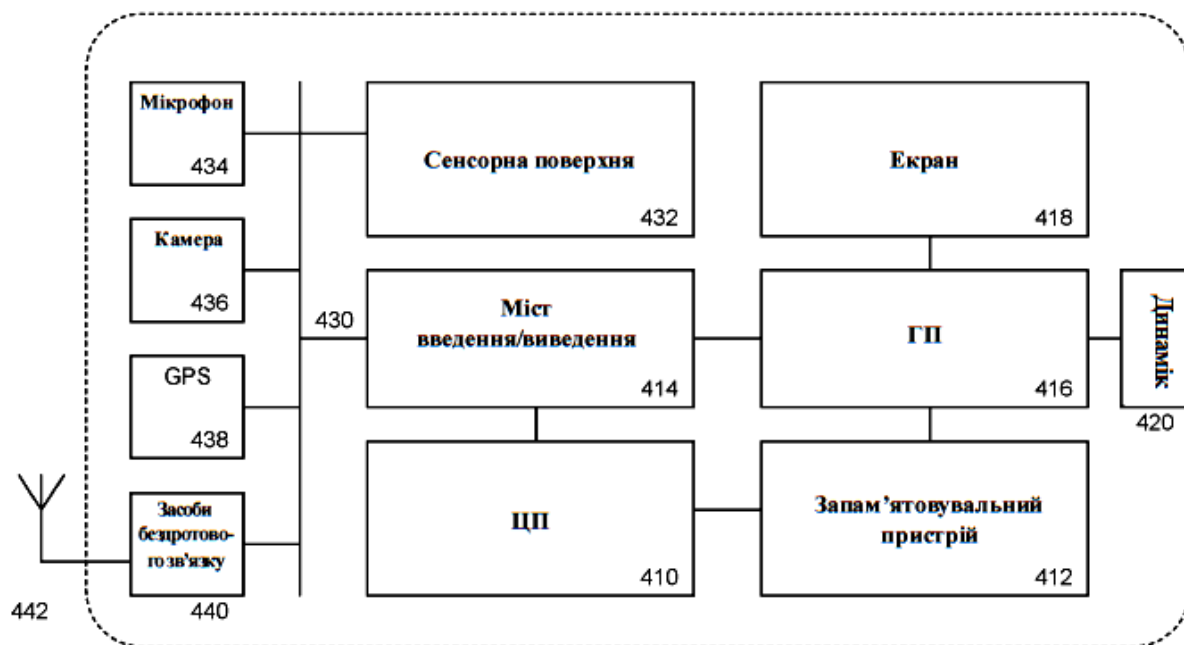 Мікрофон
434
Сенсорна поверхня
432
Екран
418
Камера
436
430
Міст
введення/виведення
414
ГП
416
Динамік
420
GPS
438
Засоби
безпротово-
го зв’язку
440
442
ЦП
410
Запам’ятовувальний
пристрій
412